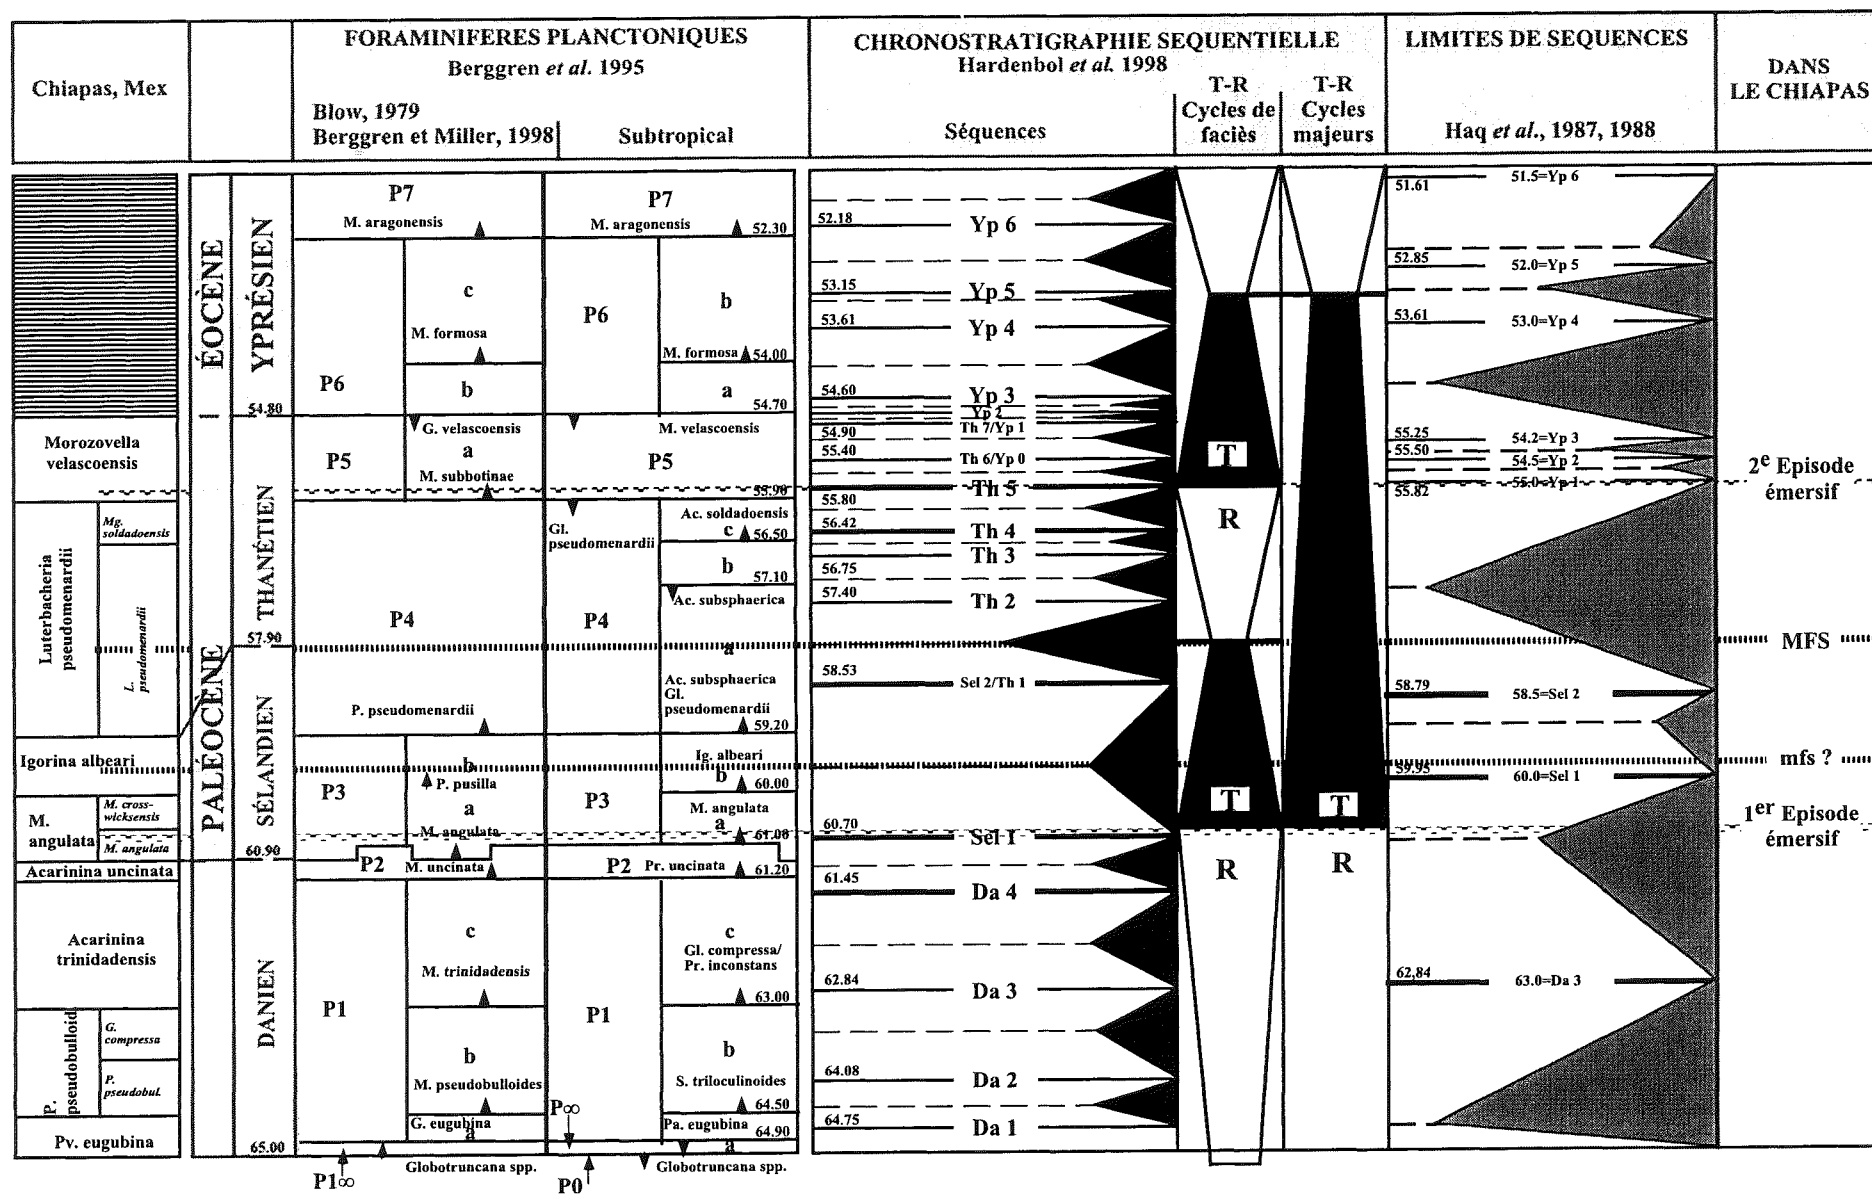 Chiapas, Mex
FORAMINIFERES PLANCTONIQUES
Berggren et al. 1995
Blow, 1979
Berggren et Miller, 1998
Subtropical
CHRONOSTRATIGRAPHIE SEQUENTIELLE
Hardenbol et al. 1998
Séquences
T-R
Cycles de
faciès
T-R
Cycles
majeurs
LIMITES DE SEQUENCES
Haq et al., 1987, 1988
DANS
LE CHIAPAS
Morozovella
velascoensis
Luterbacheria
pseudomenardii
Mg.
soldadoensis
L.
pseudomenardii
Igorina albeari
M.
angulata
M. cross-
wicksensis
M. angulata
Acarinina uncinata
Acarinina
trinidadensis
P.
pseudobulloid
G.
compressa
P.
pseudobul.
Pv. eugubina
ÉOCÈNE
PALÉOCÈNE
YPRÉSIEN
54.80
THANÉTIEN
57.90
SÉLANDIEN
60.90
DANIEN
65.00
P7
M. aragonensis
c
M. formosa
P6
b
G. velascoensis
P5
a
M. subbotinae
P4
P. pseudomenardii
P3
b
P. pusilla
a
M. angulata
P2
M. uncinata
P1
c
M. trinidadensis
b
M. pseudobulloides
G. eugubina
a
Globotruncana spp.
P1∞
P7
M. aragonensis
52.30
P6
b
M. formosa
54.00
a
54.70
M. velascoensis
P5
55.90
Gl.
pseudomenardii
Ac. soldadoensis
c
56.50
b
57.10
Ac. subsphaerica
P4
a
Ac. subsphaerica
Gl.
pseudomenardii
59.20
Ig. albeari
b
60.00
P3
M. angulata
a
61.00
P2
Pr. uncinata
61.20
c
Gl. compressa/
Pr. inconstans
63.00
P1
b
S. triloculinoides
64.50
P∞
Pa. eugubina
64.90
a
Globotruncana spp.
P0
52.18
Yp 6
53.15
Yp 5
53.61
Yp 4
54.60
Yp 3
Yp 2
Th 7/Yp 1
54.90
55.40
Th 6/Yp 0
Th 5
55.80
56.42
Th 4
Th 3
56.75
57.40
Th 2
58.53
Sel 2/Th 1
60.70
Sel 1
61.45
Da 4
62.84
Da 3
64.08
Da 2
64.75
Da 1
T
R
T
R
T
R
51.61
51.5=Yp 6
52.85
52.0=Yp 5
53.61
53.0=Yp 4
55.25
54.2=Yp 3
55.50
54.5=Yp 2
55.0=Yp 1
55.82
58.79
58.5=Sel 2
59.95
60.0=Sel 1
62,84
63.0=Da 3
2e Episode
émersif
MFS
mfs ?
1er Episode
émersif